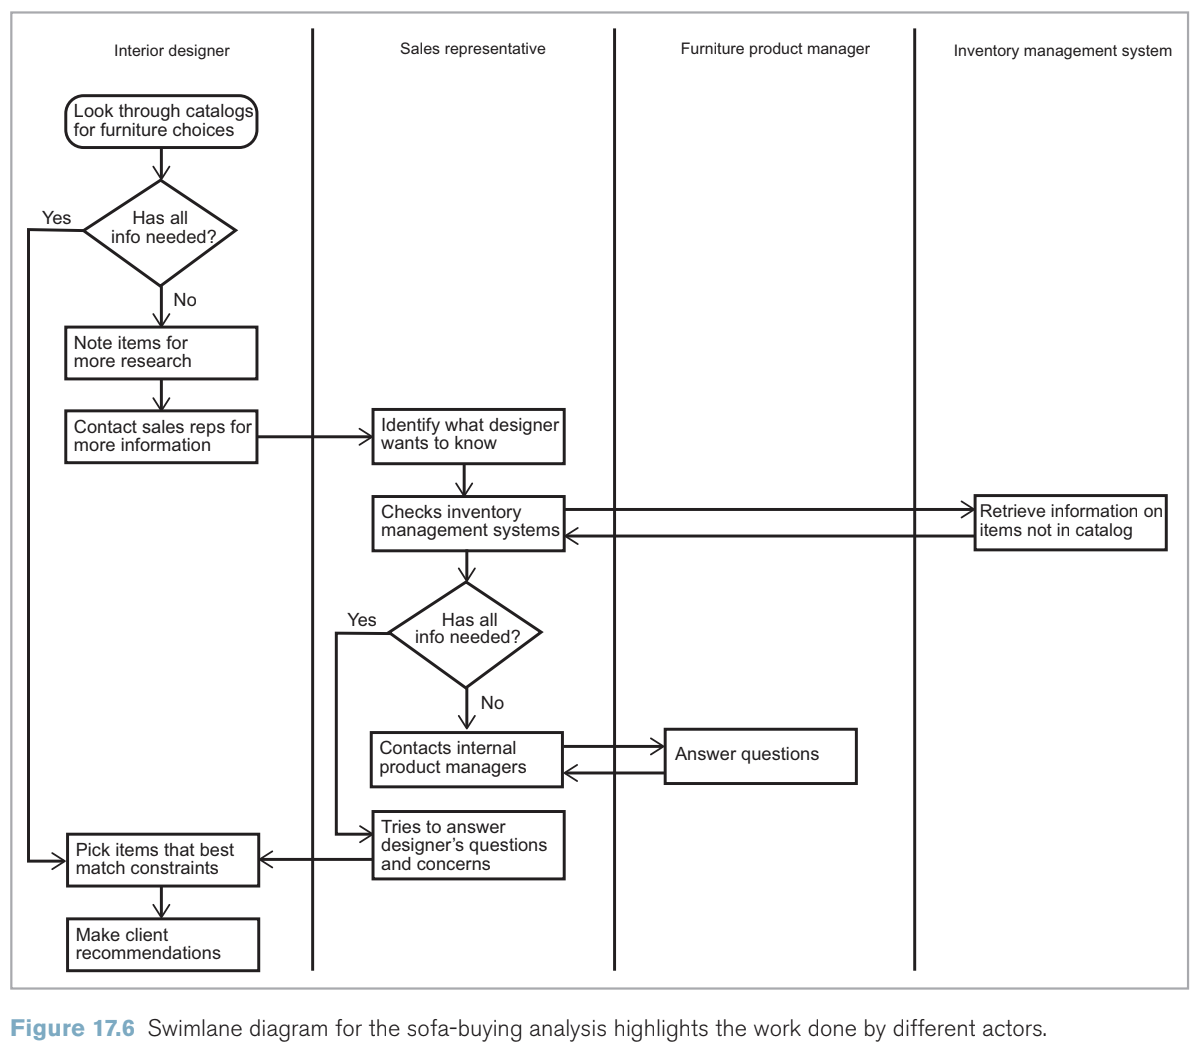 Interior designer
Sales representative
Furniture product manager
Inventory management system
Look through catalogs
for furniture choices
Has all
info needed?
Yes
No
Note items for
more research
Contact sales reps for
more information
Identify what designer
wants to know
Checks inventory
management systems
Retrieve information on
items not in catalog
Has all
info needed?
Yes
No
Contacts internal
product managers
Answer questions
Tries to answer
designer's questions
and concerns
Pick items that best
match constraints
Make client
recommendations
Figure 17.6 Swimlane diagram for the sofa-buying analysis highlights the work done by different actors.